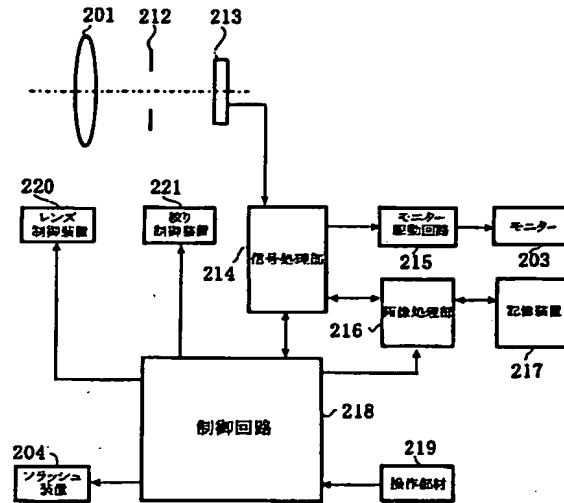 201
212
213
220
レンズ
制御装置
221
絞り
制御装置
214
信号処理部
モニター
駆動回路
215
モニター
203
216
画像処理部
記録装置
217
制御回路
218
204
フラッシュ
装置
219
操作部材